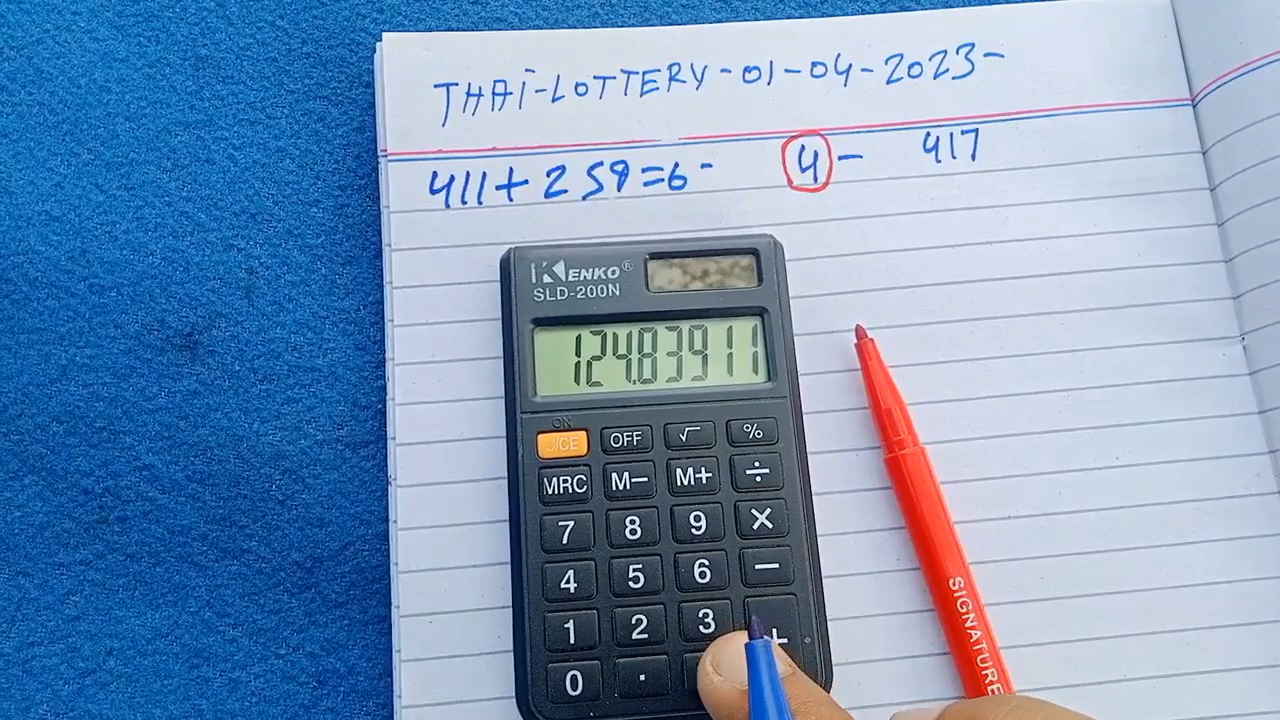 THAI-LOTTERY-01-04-2023-
411+259=6- 4- 417
KENKO®
SLD-200N
124.83911
ON
C/CE OFF √ %
MRC M− M+ ÷
7 8 9 ×
4 5 6 −
1 2 3 +
0 ·
SIGNATURE